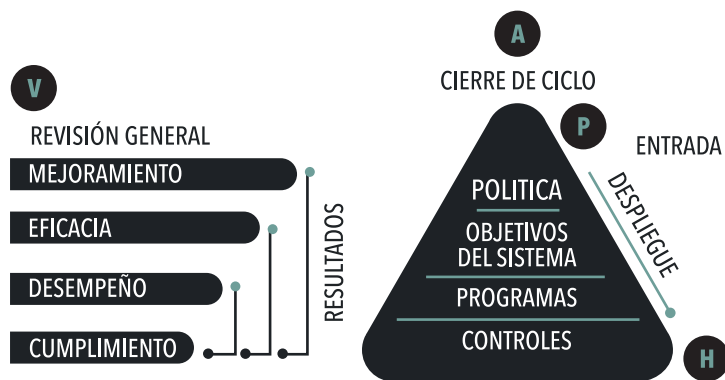 V
REVISIÓN GENERAL
MEJORAMIENTO
EFICACIA
DESEMPEÑO
CUMPLIMIENTO
RESULTADOS
A
CIERRE DE CICLO
P
ENTRADA
DESPLIEGUE
POLITICA
OBJETIVOS
DEL SISTEMA
PROGRAMAS
CONTROLES
H